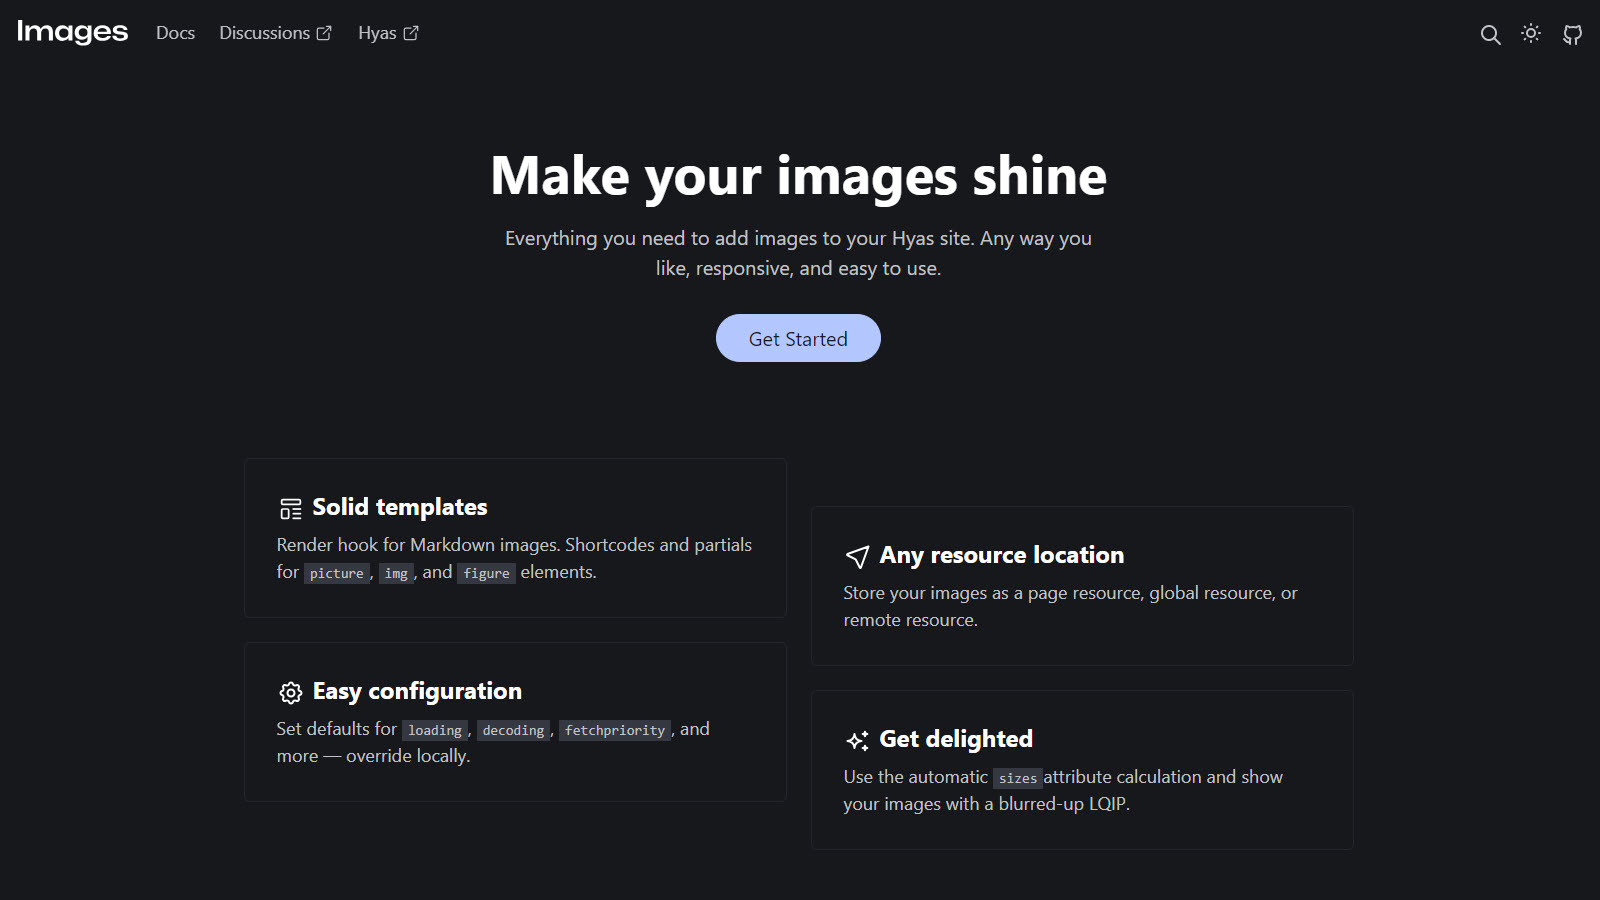 Images
Docs
Discussions
Hyas
Make your images shine
Everything you need to add images to your Hyas site. Any way you
like, responsive, and easy to use.
Get Started
Solid templates
Render hook for Markdown images. Shortcodes and partials
for picture, img, and figure elements.
Any resource location
Store your images as a page resource, global resource, or
remote resource.
Easy configuration
Set defaults for loading, decoding, fetchpriority, and
more — override locally.
Get delighted
Use the automatic sizes attribute calculation and show
your images with a blurred-up LQIP.